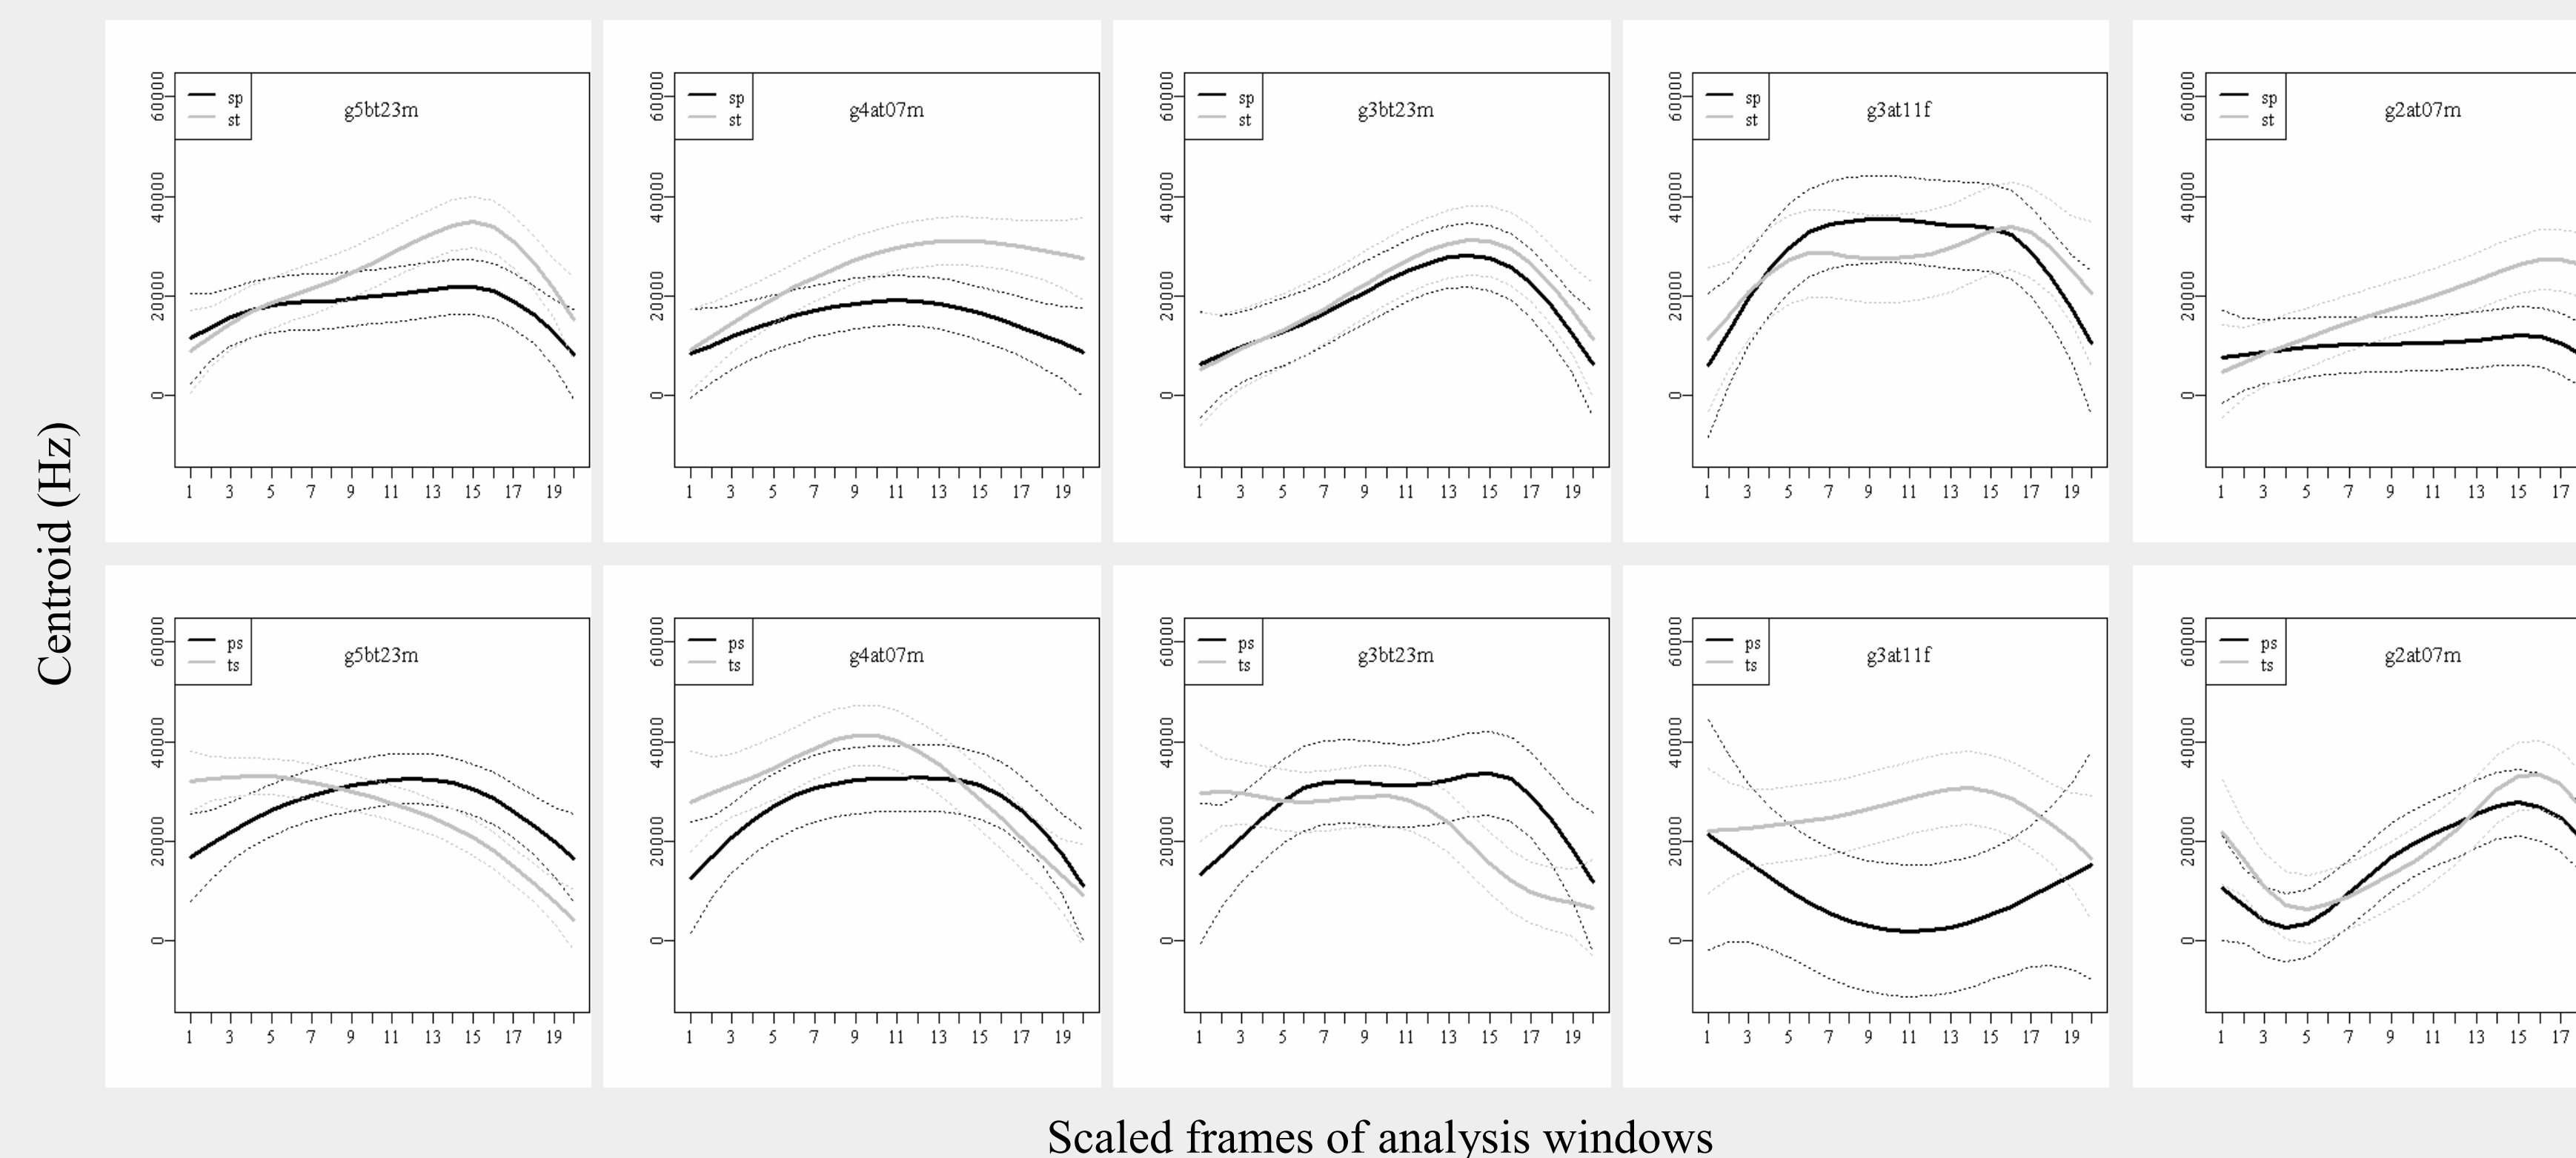 Centroid (Hz)
sp
st
g5bt23m
0 20000 40000 60000
1 3 5 7 9 11 13 15 17 19
sp
st
g4at07m
0 20000 40000 60000
1 3 5 7 9 11 13 15 17 19
sp
st
g3bt23m
0 20000 40000 60000
1 3 5 7 9 11 13 15 17 19
sp
st
g3at11f
0 20000 40000 60000
1 3 5 7 9 11 13 15 17 19
sp
st
g2at07m
0 20000 40000 60000
1 3 5 7 9 11 13 15 17
ps
ts
g5bt23m
0 20000 40000 60000
1 3 5 7 9 11 13 15 17 19
ps
ts
g4at07m
0 20000 40000 60000
1 3 5 7 9 11 13 15 17 19
ps
ts
g3bt23m
0 20000 40000 60000
1 3 5 7 9 11 13 15 17 19
ps
ts
g3at11f
0 20000 40000 60000
1 3 5 7 9 11 13 15 17 19
ps
ts
g2at07m
0 20000 40000 60000
1 3 5 7 9 11 13 15 17
Scaled frames of analysis windows